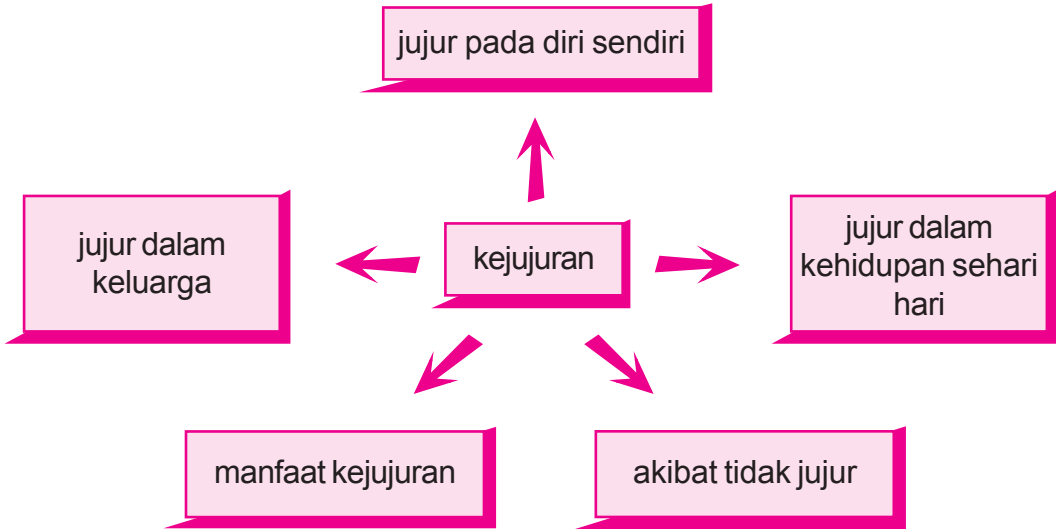 jujur pada diri sendiri
jujur dalam
keluarga
kejujuran
jujur dalam
kehidupan sehari
hari
manfaat kejujuran
akibat tidak jujur